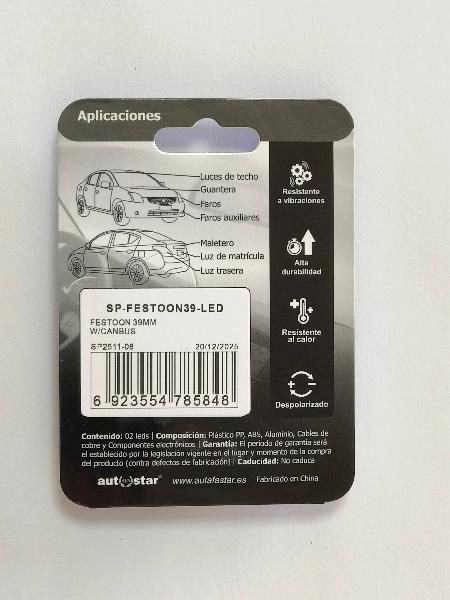 Aplicaciones
Luces de techo
Guantera
Faros
Faros auxiliares
Maletero
Luz de matrícula
Luz trasera
Resistente
a vibraciones
Alta
durabilidad
Resistente
al calor
Despolarizado
SP-FESTOON39-LED
FESTOON 39MM
W/CANBUS
SP2511-08 20/12/2025
6 923554 785848
Contenido: 02 leds | Composición: Plástico PP, ABS, Aluminio, Cables de
cobre y Componentes electrónicos | Garantía: El periodo de garantía será
el establecido por la legislación vigente en el lugar y momento de la compra
del producto (contra defectos de fabricación) | Caducidad: No caduca
autostar www.autafastar.es Fabricado en China